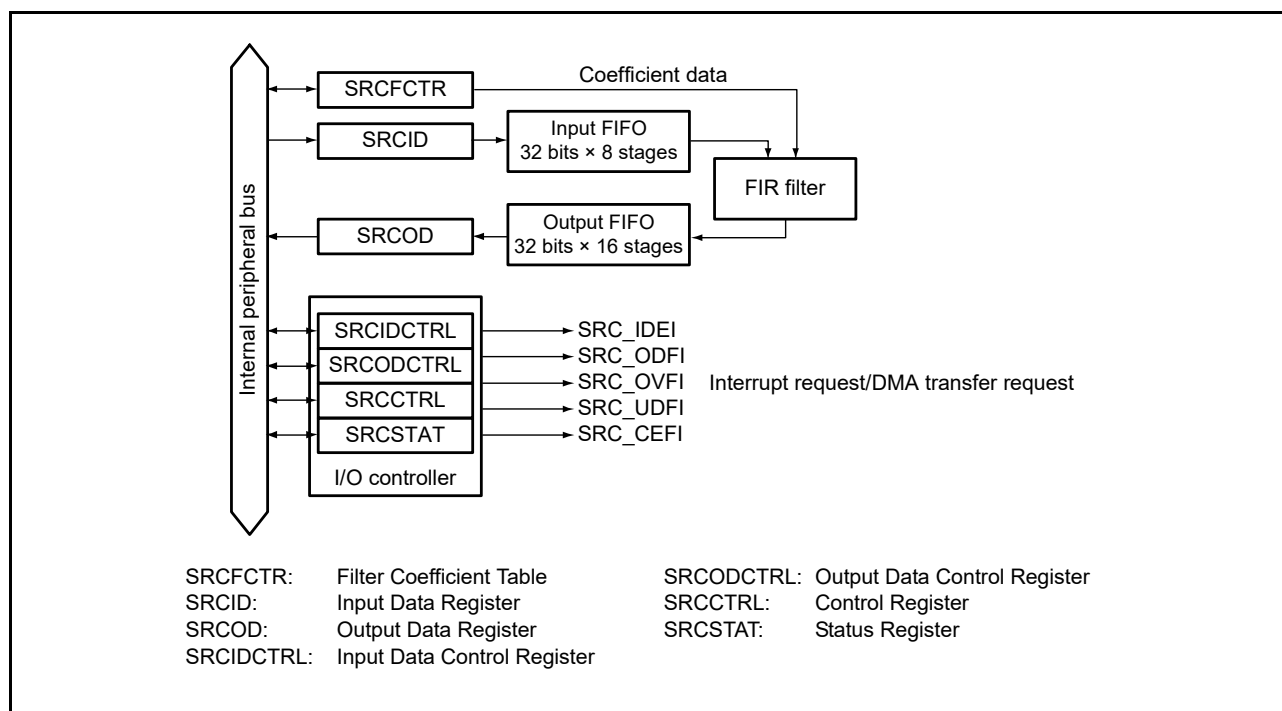 Internal peripheral bus
SRCFCTR
Coefficient data
SRCID
Input FIFO
32 bits × 8 stages
FIR filter
SRCOD
Output FIFO
32 bits × 16 stages
SRCIDCTRL
SRCODCTRL
SRCCTRL
SRCSTAT
I/O controller
SRC_IDEI
SRC_ODFI
SRC_OVFI
SRC_UDFI
SRC_CEFI
Interrupt request/DMA transfer request
SRCFCTR: Filter Coefficient Table
SRCID: Input Data Register
SRCOD: Output Data Register
SRCIDCTRL: Input Data Control Register
SRCODCTRL: Output Data Control Register
SRCCTRL: Control Register
SRCSTAT: Status Register